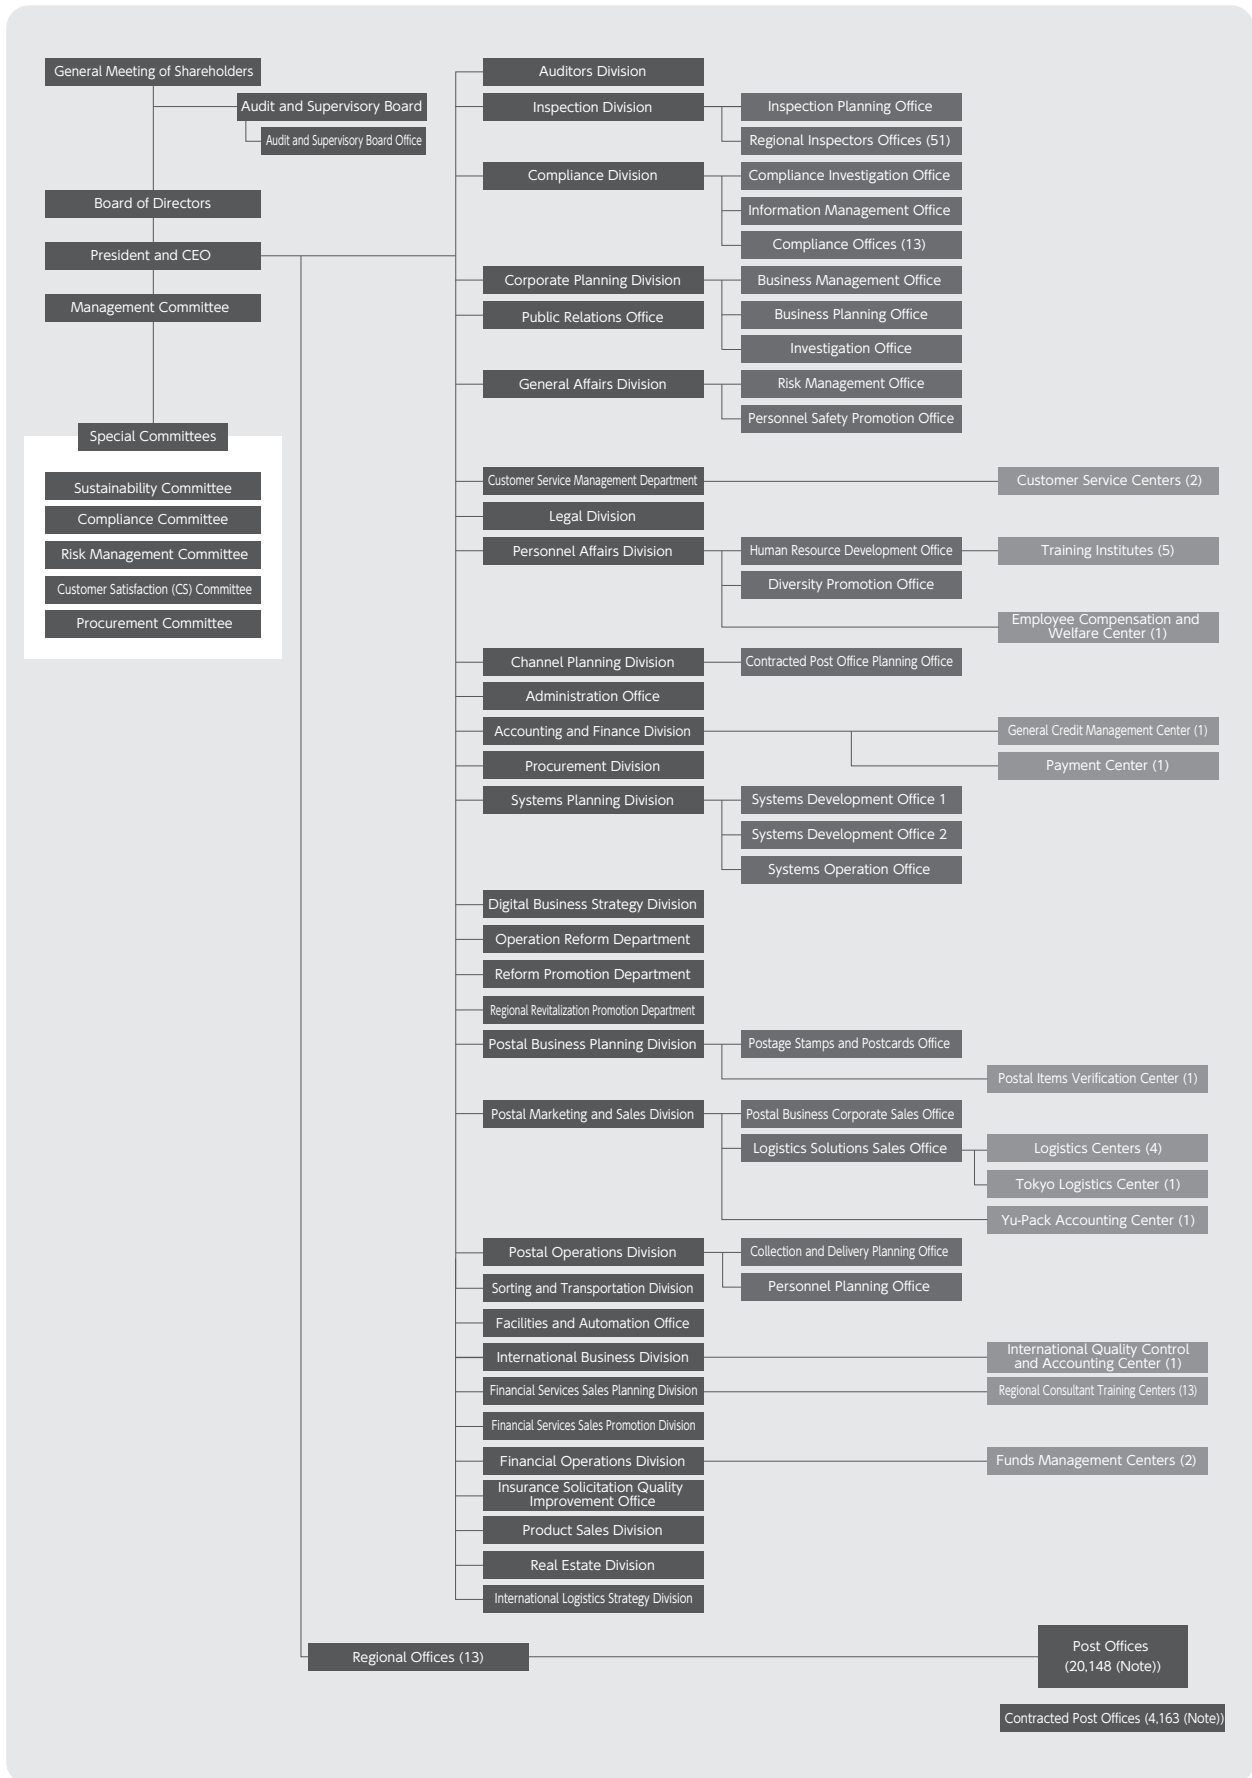 General Meeting of Shareholders
Audit and Supervisory Board
Audit and Supervisory Board Office
Board of Directors
President and CEO
Management Committee
Special Committees
Sustainability Committee
Compliance Committee
Risk Management Committee
Customer Satisfaction (CS) Committee
Procurement Committee
Auditors Division
Inspection Division
Inspection Planning Office
Regional Inspectors Offices (51)
Compliance Division
Compliance Investigation Office
Information Management Office
Compliance Offices (13)
Corporate Planning Division
Business Management Office
Public Relations Office
Business Planning Office
Investigation Office
General Affairs Division
Risk Management Office
Personnel Safety Promotion Office
Customer Service Management Department
Customer Service Centers (2)
Legal Division
Personnel Affairs Division
Human Resource Development Office
Training Institutes (5)
Diversity Promotion Office
Employee Compensation and
Welfare Center (1)
Channel Planning Division
Contracted Post Office Planning Office
Administration Office
Accounting and Finance Division
General Credit Management Center (1)
Procurement Division
Payment Center (1)
Systems Planning Division
Systems Development Office 1
Systems Development Office 2
Systems Operation Office
Digital Business Strategy Division
Operation Reform Department
Reform Promotion Department
Regional Revitalization Promotion Department
Postal Business Planning Division
Postage Stamps and Postcards Office
Postal Items Verification Center (1)
Postal Marketing and Sales Division
Postal Business Corporate Sales Office
Logistics Solutions Sales Office
Logistics Centers (4)
Tokyo Logistics Center (1)
Yu-Pack Accounting Center (1)
Postal Operations Division
Collection and Delivery Planning Office
Sorting and Transportation Division
Personnel Planning Office
Facilities and Automation Office
International Business Division
International Quality Control
and Accounting Center (1)
Financial Services Sales Planning Division
Regional Consultant Training Centers (13)
Financial Services Sales Promotion Division
Financial Operations Division
Funds Management Centers (2)
Insurance Solicitation Quality
Improvement Office
Product Sales Division
Real Estate Division
International Logistics Strategy Division
Regional Offices (13)
Post Offices
(20,148 (Note))
Contracted Post Offices (4,163 (Note))